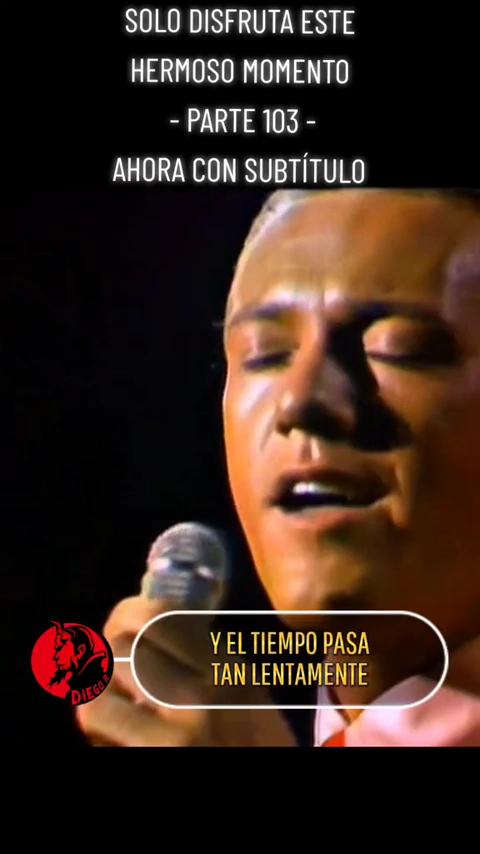 SOLO DISFRUTA ESTE
HERMOSO MOMENTO
- PARTE 103 -
AHORA CON SUBTÍTULO
Y EL TIEMPO PASA
TAN LENTAMENTE
DIEGO R